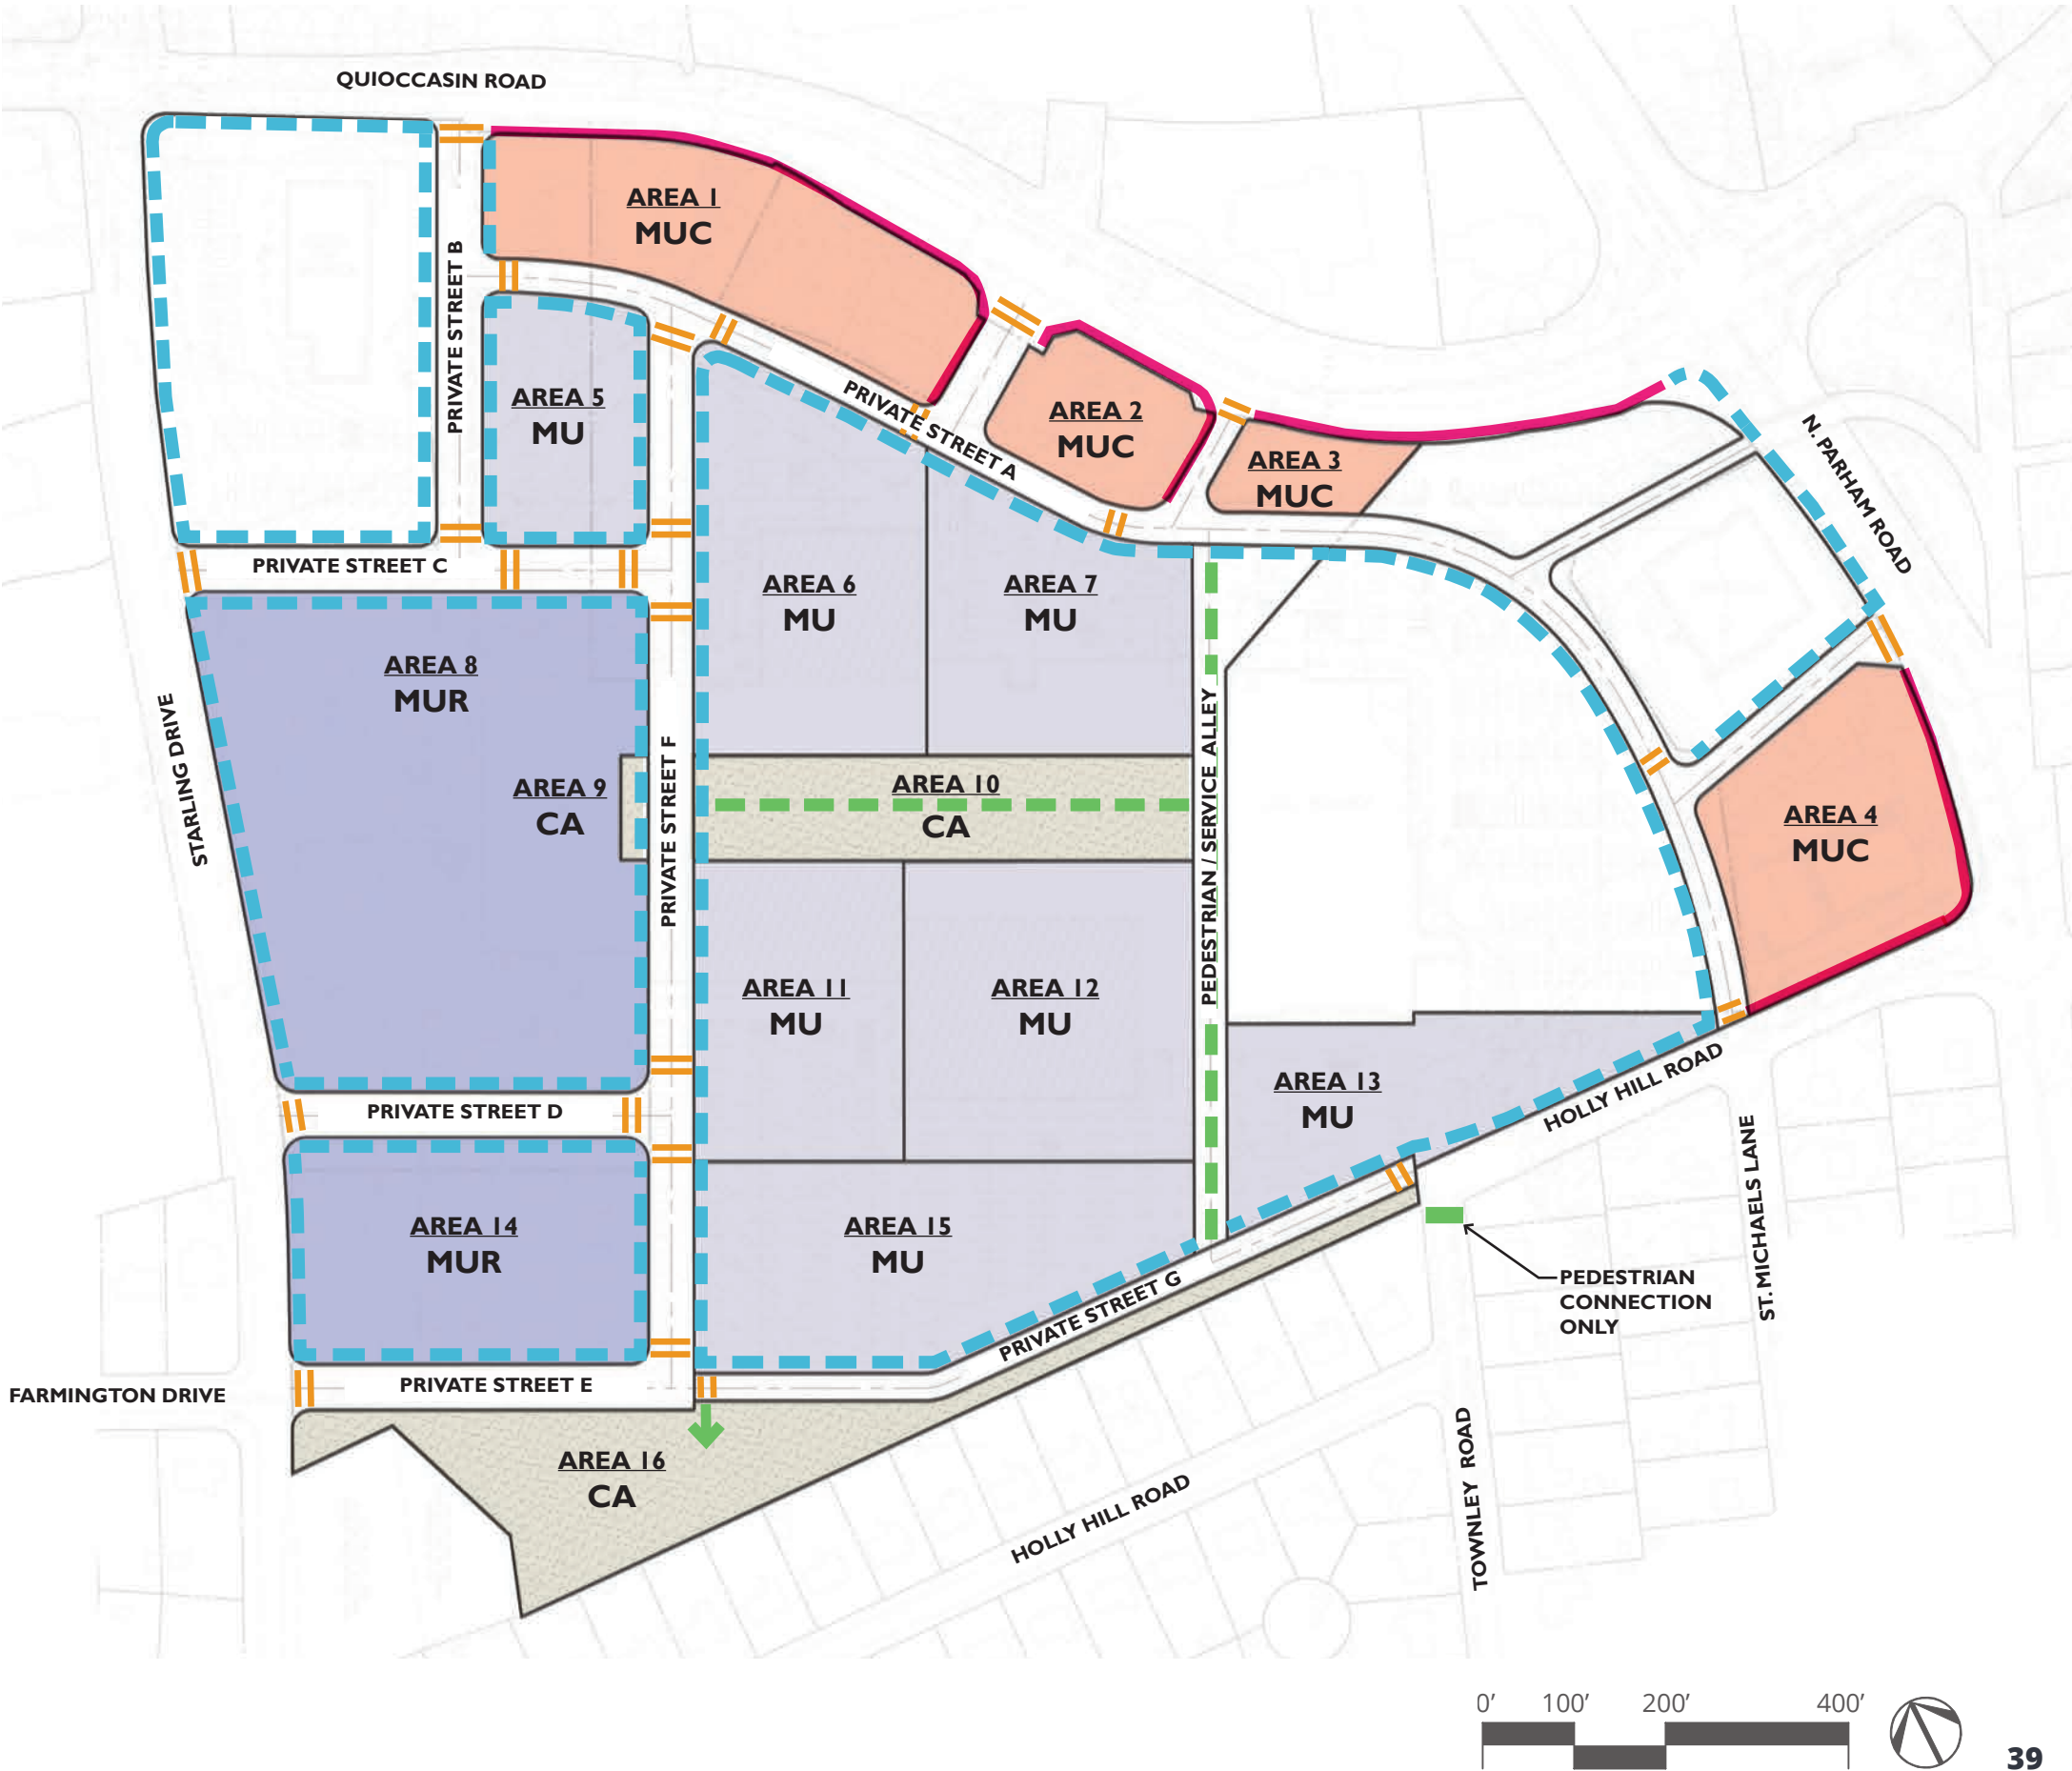 QUIOCCASIN ROAD
AREA 1
MUC
PRIVATE STREET B
AREA 5
MU
PRIVATE STREET A
AREA 2
MUC
AREA 3
MUC
N. PARHAM ROAD
PRIVATE STREET C
AREA 6
MU
AREA 7
MU
AREA 8
MUR
STARLING DRIVE
AREA 9
CA
PRIVATE STREET F
AREA 10
CA
PEDESTRIAN / SERVICE ALLEY
AREA 4
MUC
AREA 11
MU
AREA 12
MU
AREA 13
MU
HOLLY HILL ROAD
PRIVATE STREET D
AREA 14
MUR
AREA 15
MU
PRIVATE STREET G
ST. MICHAELS LANE
PEDESTRIAN
CONNECTION
ONLY
FARMINGTON DRIVE
PRIVATE STREET E
AREA 16
CA
HOLLY HILL ROAD
TOWNLEY ROAD
0’ 100’ 200’ 400’
39